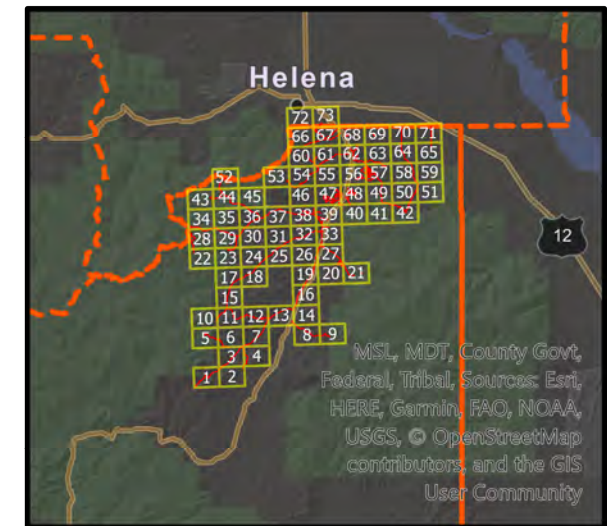 Helena
72 73
66 67 68 69 70 71
60 61 62 63 64 65
52 53 54 55 56 57 58 59
43 44 45 46 47 48 49 50 51
34 35 36 37 38 39 40 41 42
28 29 30 31 32 33
12
22 23 24 25 26 27
17 18 19 20 21
15 16
10 11 12 13 14
5 6 7 8 9
3 4
1 2
MSL, MDT, County Govt,
Federal, Tribal, Sources: Esri,
HERE, Garmin, FAO, NOAA,
USGS, © OpenStreetMap
contributors, and the GIS
User Community